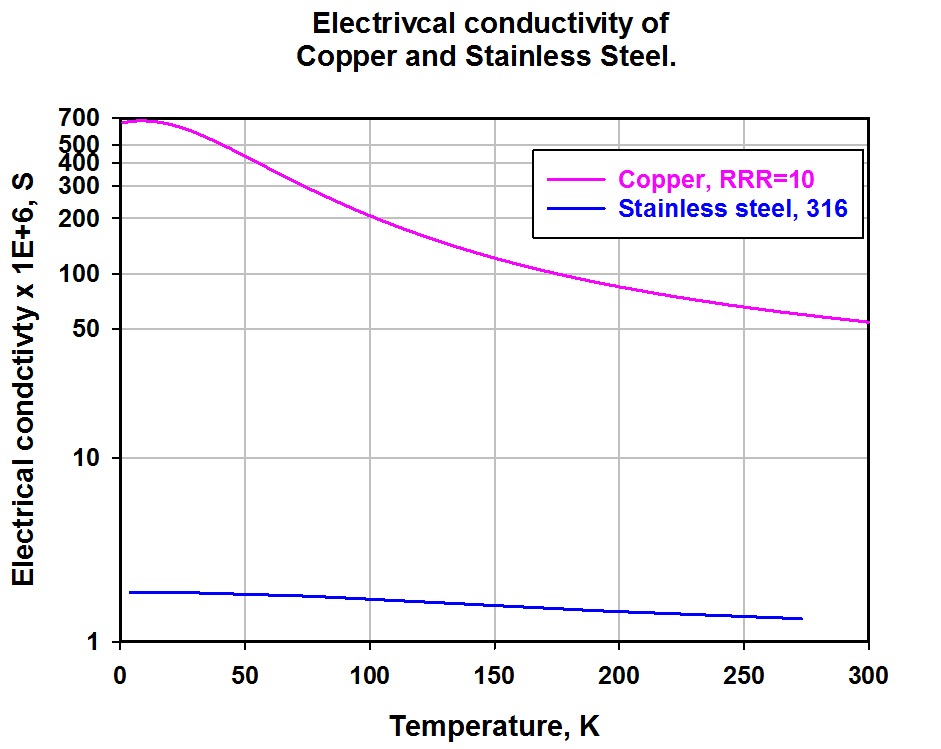 Electrivcal conductivity of
Copper and Stainless Steel.
Electrical condctivty x 1E+6, S
700
500
400
300
200
100
50
10
1
Copper, RRR=10
Stainless steel, 316
0 50 100 150 200 250 300
Temperature, K